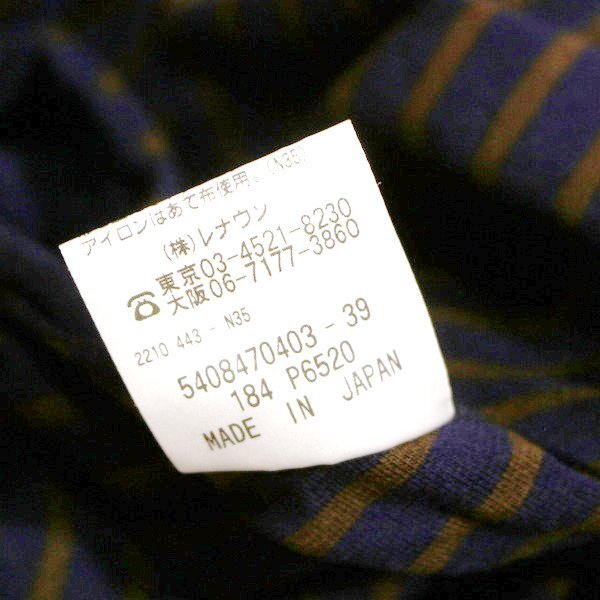 アイロンはあて布使用。(N35)
(株)レナウン
東京03-4521-8230
☎
大阪06-7177-3860
2210 443 - N35
5408470403 - 39
184 P6520
MADE IN JAPAN